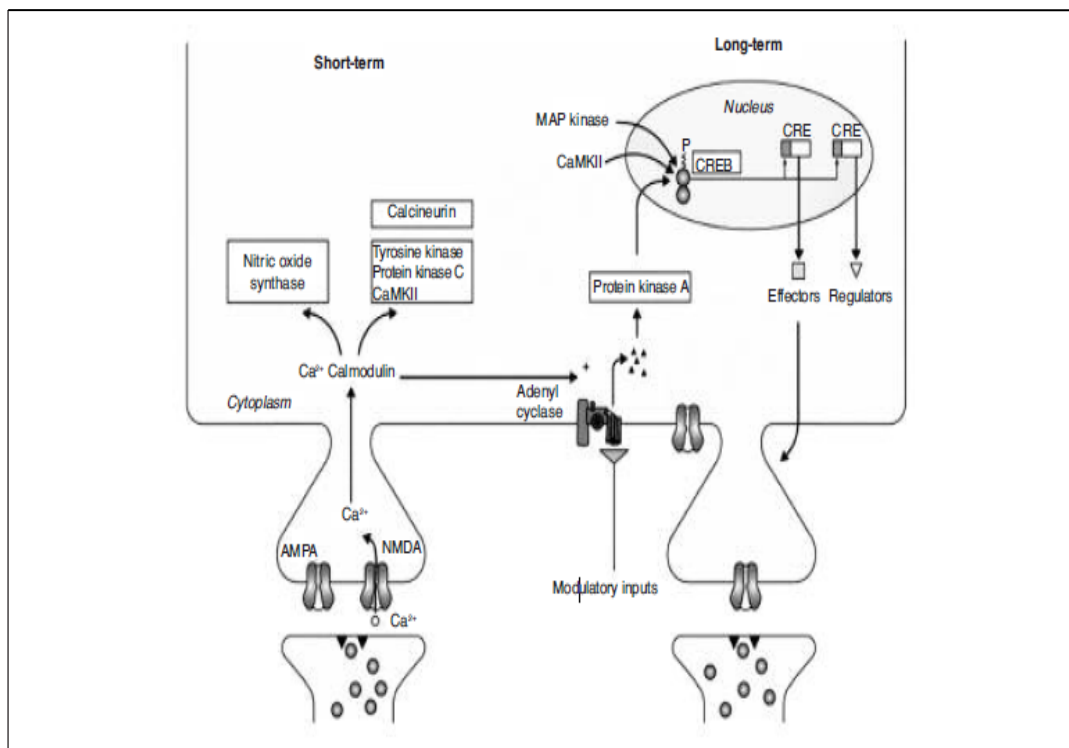 Short-term
Long-term
Nucleus
MAP kinase
CRE
CRE
P
CaMKII
CREB
Calcineurin
Nitric oxide
synthase
Tyrosine kinase
Protein kinase C
CaMKII
Protein kinase A
Effectors
Regulators
Ca²⁺ Calmodulin
+
Adenyl
cyclase
Cytoplasm
Ca²⁺
AMPA
NMDA
Modulatory inputs
Ca²⁺